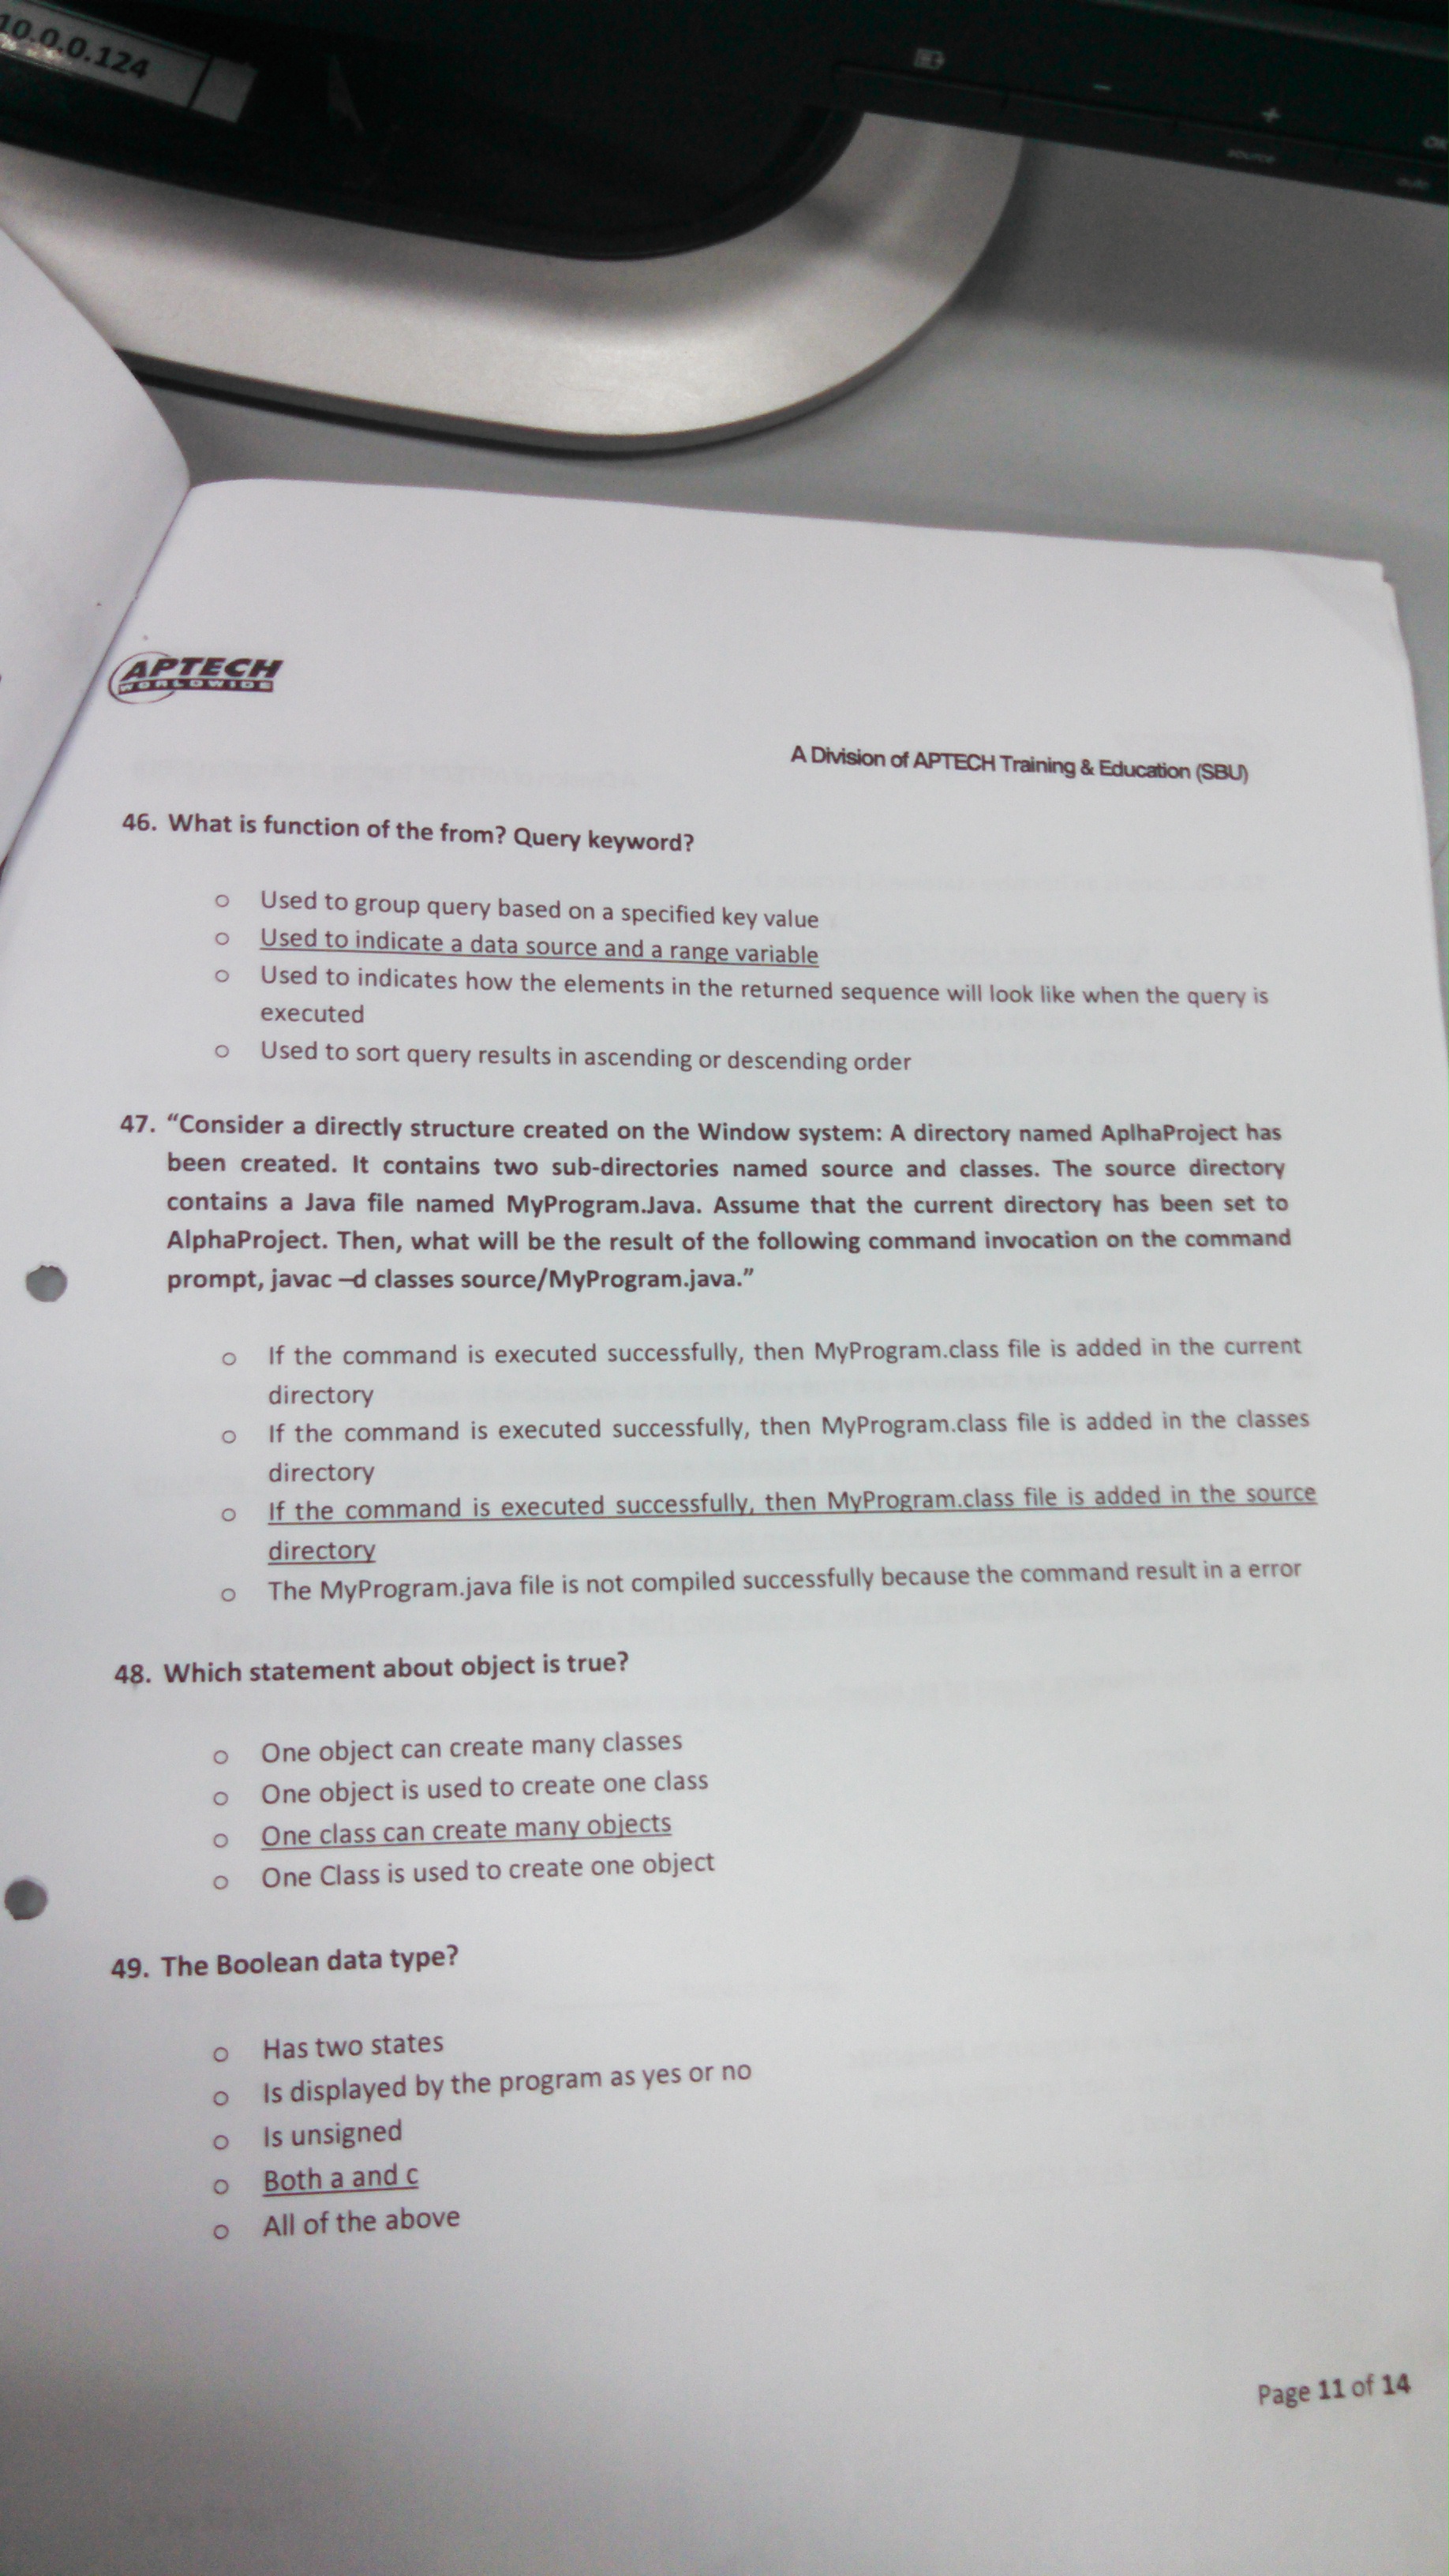 10.0.0.124
-
+
source
auto
APTECH
WORLDWIDE
A Division of APTECH Training & Education (SBU)
46. What is function of the from? Query keyword?
o Used to group query based on a specified key value
o Used to indicate a data source and a range variable
o Used to indicates how the elements in the returned sequence will look like when the query is
executed
o Used to sort query results in ascending or descending order
47. “Consider a directly structure created on the Window system: A directory named AplhaProject has
been created. It contains two sub-directories named source and classes. The source directory
contains a Java file named MyProgram.Java. Assume that the current directory has been set to
AlphaProject. Then, what will be the result of the following command invocation on the command
prompt, javac –d classes source/MyProgram.java.”
o If the command is executed successfully, then MyProgram.class file is added in the current
directory
o If the command is executed successfully, then MyProgram.class file is added in the classes
directory
o If the command is executed successfully, then MyProgram.class file is added in the source
directory
o The MyProgram.java file is not compiled successfully because the command result in a error
48. Which statement about object is true?
o One object can create many classes
o One object is used to create one class
o One class can create many objects
o One Class is used to create one object
49. The Boolean data type?
o Has two states
o Is displayed by the program as yes or no
o Is unsigned
o Both a and c
o All of the above
Page 11 of 14